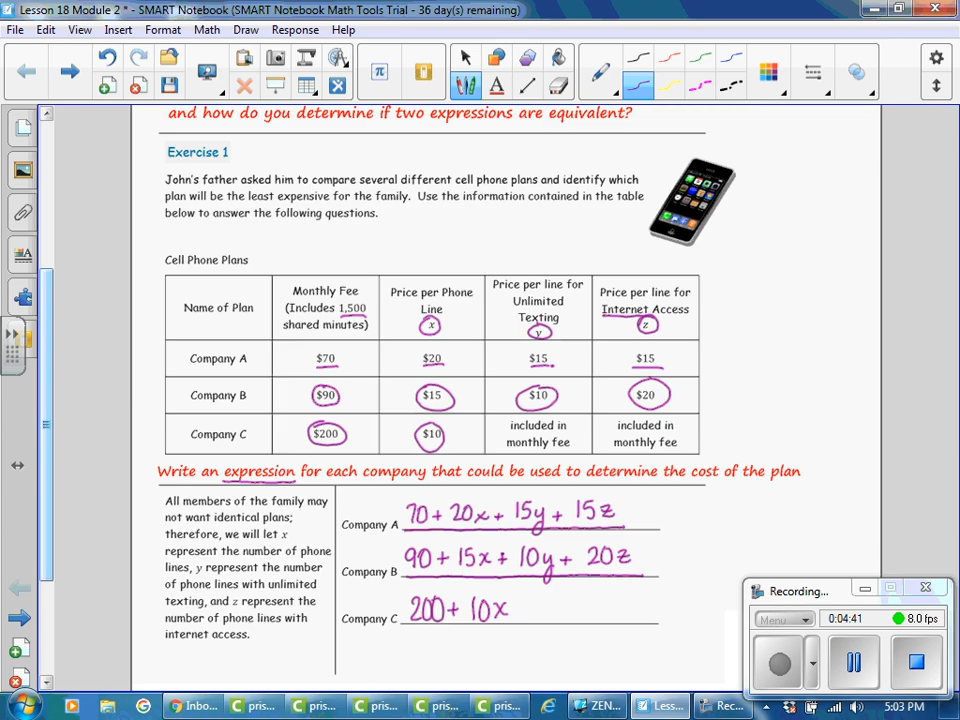 Lesson 18 Module 2 * - SMART Notebook (SMART Notebook Math Tools Trial - 36 day(s) remaining)
File Edit View Insert Format Math Draw Response Help
and how do you determine if two expressions are equivalent?
Exercise 1
John's father asked him to compare several different cell phone plans and identify which
plan will be the least expensive for the family. Use the information contained in the table
below to answer the following questions.
Cell Phone Plans
Name of Plan
Monthly Fee
(Includes 1,500
shared minutes)
Price per Phone
Line
x
Price per line for
Unlimited
Texting
y
Price per line for
Internet Access
z
Company A $70 $20 $15 $15
Company B $90 $15 $10 $20
Company C $200 $10
included in
monthly fee
included in
monthly fee
Write an expression for each company that could be used to determine the cost of the plan
All members of the family may
not want identical plans;
therefore, we will let x
represent the number of phone
lines, y represent the number
of phone lines with unlimited
texting, and z represent the
number of phone lines with
internet access.
Company A 70 + 20x + 15y + 15z
Company B 90 + 15x + 10y + 20z
Company C 200 + 10x
Recording...
Menu 0:04:41 8.0 fps
Inbo... pris... pris... pris... pris... ZEN... Less... Rec... 5:03 PM